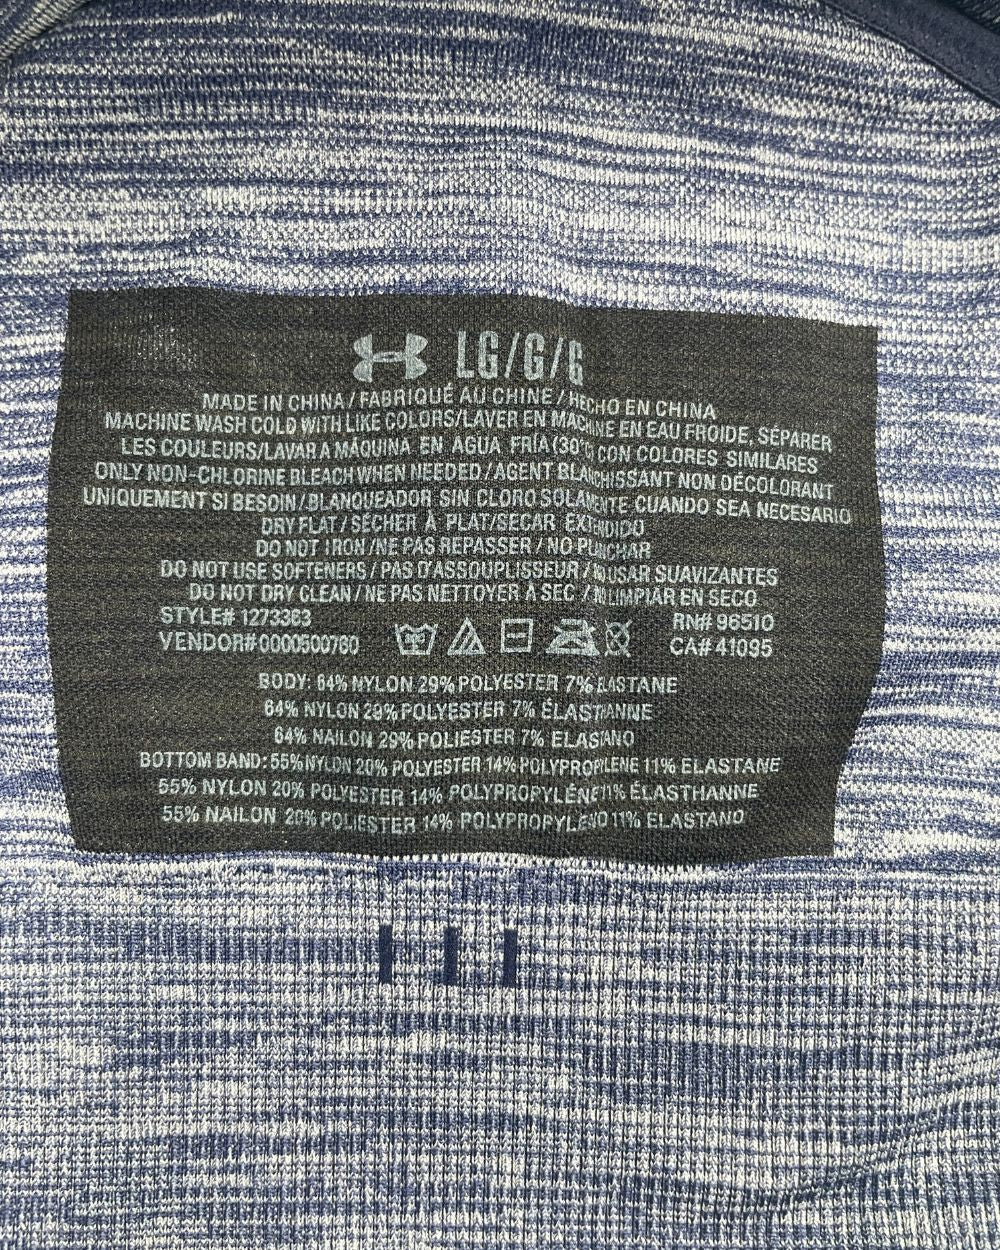 LG/G/G
MADE IN CHINA / FABRIQUÉ AU CHINE / HECHO EN CHINA
MACHINE WASH COLD WITH LIKE COLORS/LAVER EN MACHINE EN EAU FROIDE, SÉPARER
LES COULEURS/LAVAR A MÁQUINA EN AGUA FRÍA (30°C) CON COLORES SIMILARES
ONLY NON-CHLORINE BLEACH WHEN NEEDED / AGENT BLANCHISSANT NON DÉCOLORANT
UNIQUEMENT SI BESOIN / BLANQUEADOR SIN CLORO SOLAMENTE CUANDO SEA NECESARIO
DRY FLAT / SÉCHER À PLAT/SECAR EXTENDIDO
DO NOT IRON / NE PAS REPASSER / NO PLANCHAR
DO NOT USE SOFTENERS / PAS D'ASSOUPLISSEUR / NO USAR SUAVIZANTES
DO NOT DRY CLEAN / NE PAS NETTOYER A SEC / NO LIMPIAR EN SECO
STYLE# 1273363 RN# 96510
VENDOR# 0000500760 CA# 41095
BODY: 64% NYLON 29% POLYESTER 7% ELASTANE
64% NYLON 29% POLYESTER 7% ÉLASTHANNE
64% NAILON 29% POLIESTER 7% ELASTANO
BOTTOM BAND: 55% NYLON 20% POLYESTER 14% POLYPROPYLENE 11% ELASTANE
55% NYLON 20% POLYESTER 14% POLYPROPYLÉNE 11% ÉLASTHANNE
55% NAILON 20% POLIESTER 14% POLYPROPYLENO 11% ELASTANO